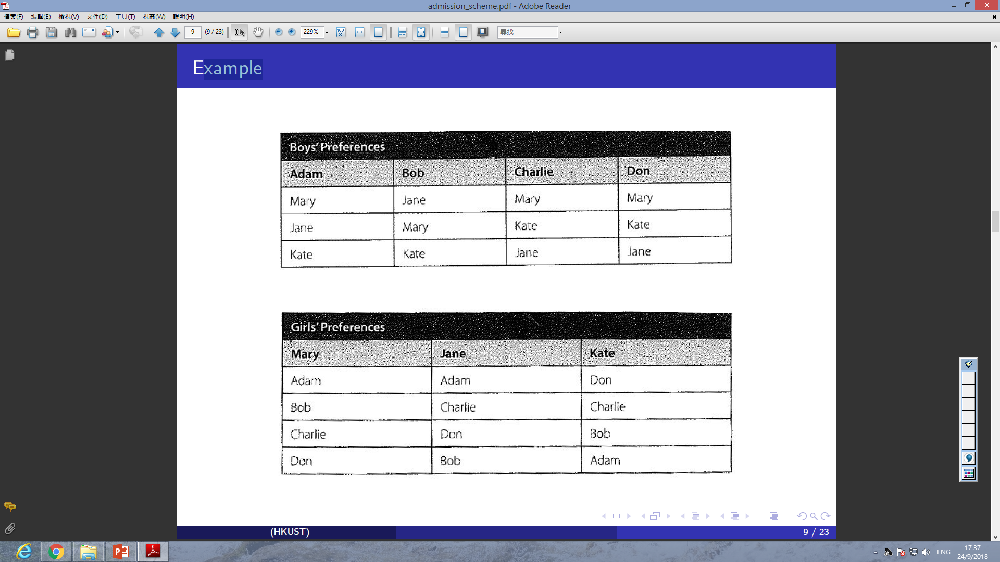 admission_scheme.pdf - Adobe Reader
檔案(F) 編輯(E) 檢視(V) 文件(D) 工具(T) 視窗(W) 說明(H)
9 (9 / 23) 229% 尋找
Example
Boys' Preferences
Adam Bob Charlie Don
Mary Jane Mary Mary
Jane Mary Kate Kate
Kate Kate Jane Jane
Girls' Preferences
Mary Jane Kate
Adam Adam Don
Bob Charlie Charlie
Charlie Don Bob
Don Bob Adam
(HKUST) 9 / 23
ENG 17:37
24/9/2018